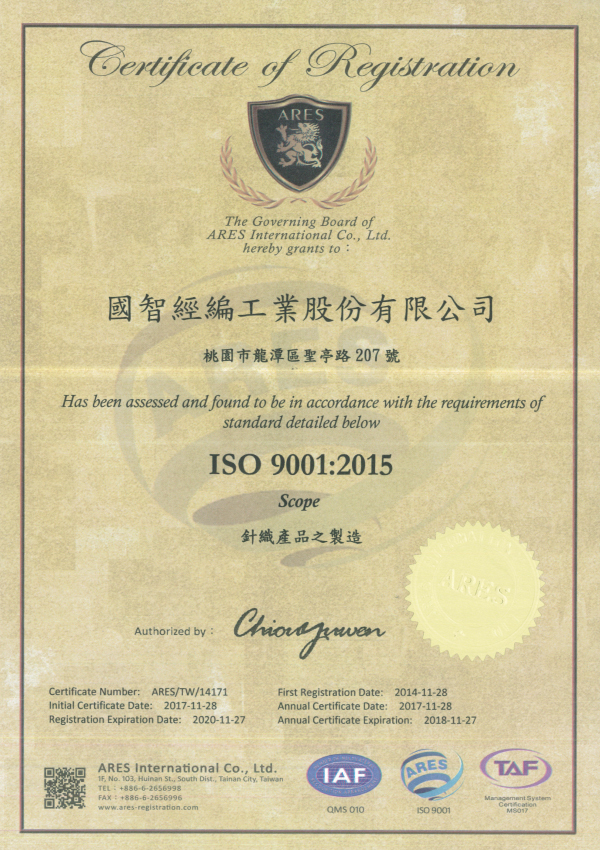 Certificate of Registration
ARES
The Governing Board of
ARES International Co., Ltd.
hereby grants to：
國智經編工業股份有限公司
桃園市龍潭區聖亭路 207 號
Has been assessed and found to be in accordance with the requirements of
standard detailed below
ISO 9001:2015
Scope
針織產品之製造
ARES
Authorized by：
Certificate Number: ARES/TW/14171
Initial Certificate Date: 2017-11-28
Registration Expiration Date: 2020-11-27
First Registration Date: 2014-11-28
Annual Certificate Date: 2017-11-28
Annual Certificate Expiration: 2018-11-27
ARES International Co., Ltd.
1F, No. 103, Huinan St., South Dist., Tainan City, Taiwan
TEL：+886-6-2656998
FAX：+886-6-2656996
www.ares-registration.com
IAF
QMS 010
ARES
ISO 9001
TAF
Management System
Certification
MS017